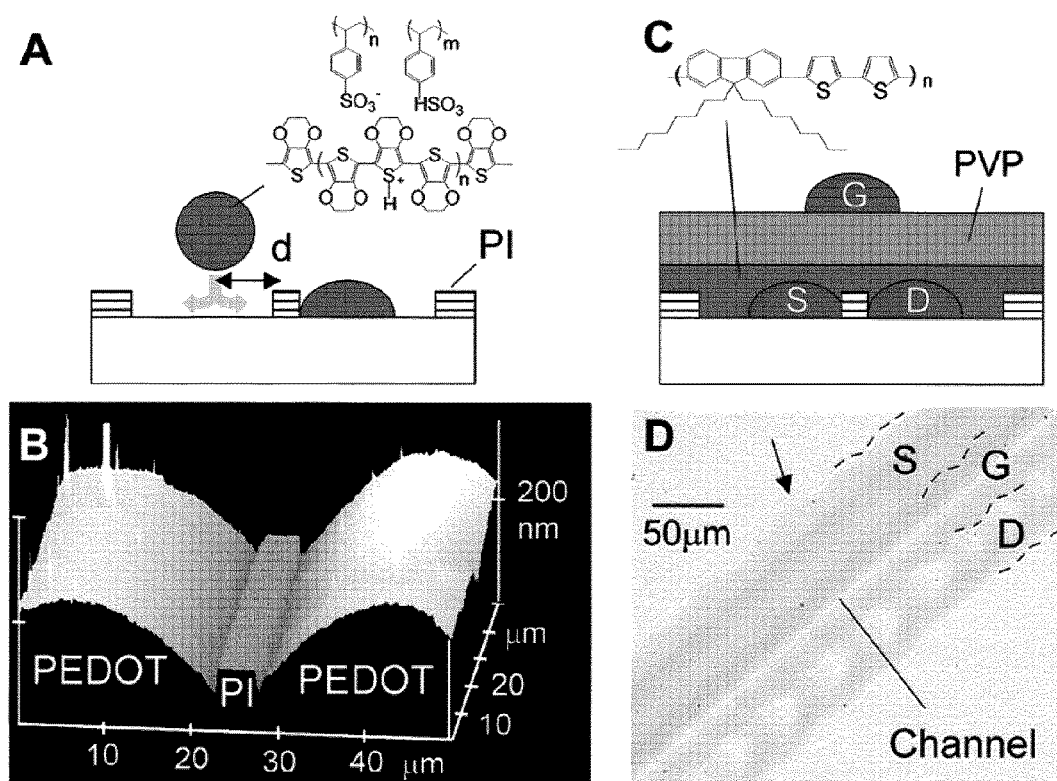 A
n
m
SO3-
HSO3
O O O O O O
S S S
S S+ S n
H
O O O O
d
PI
C
n
S S
PVP
G
S D
B
200
nm
μm
20
10
PEDOT PI PEDOT
10 20 30 40 μm
D
S
G
D
50μm
Channel